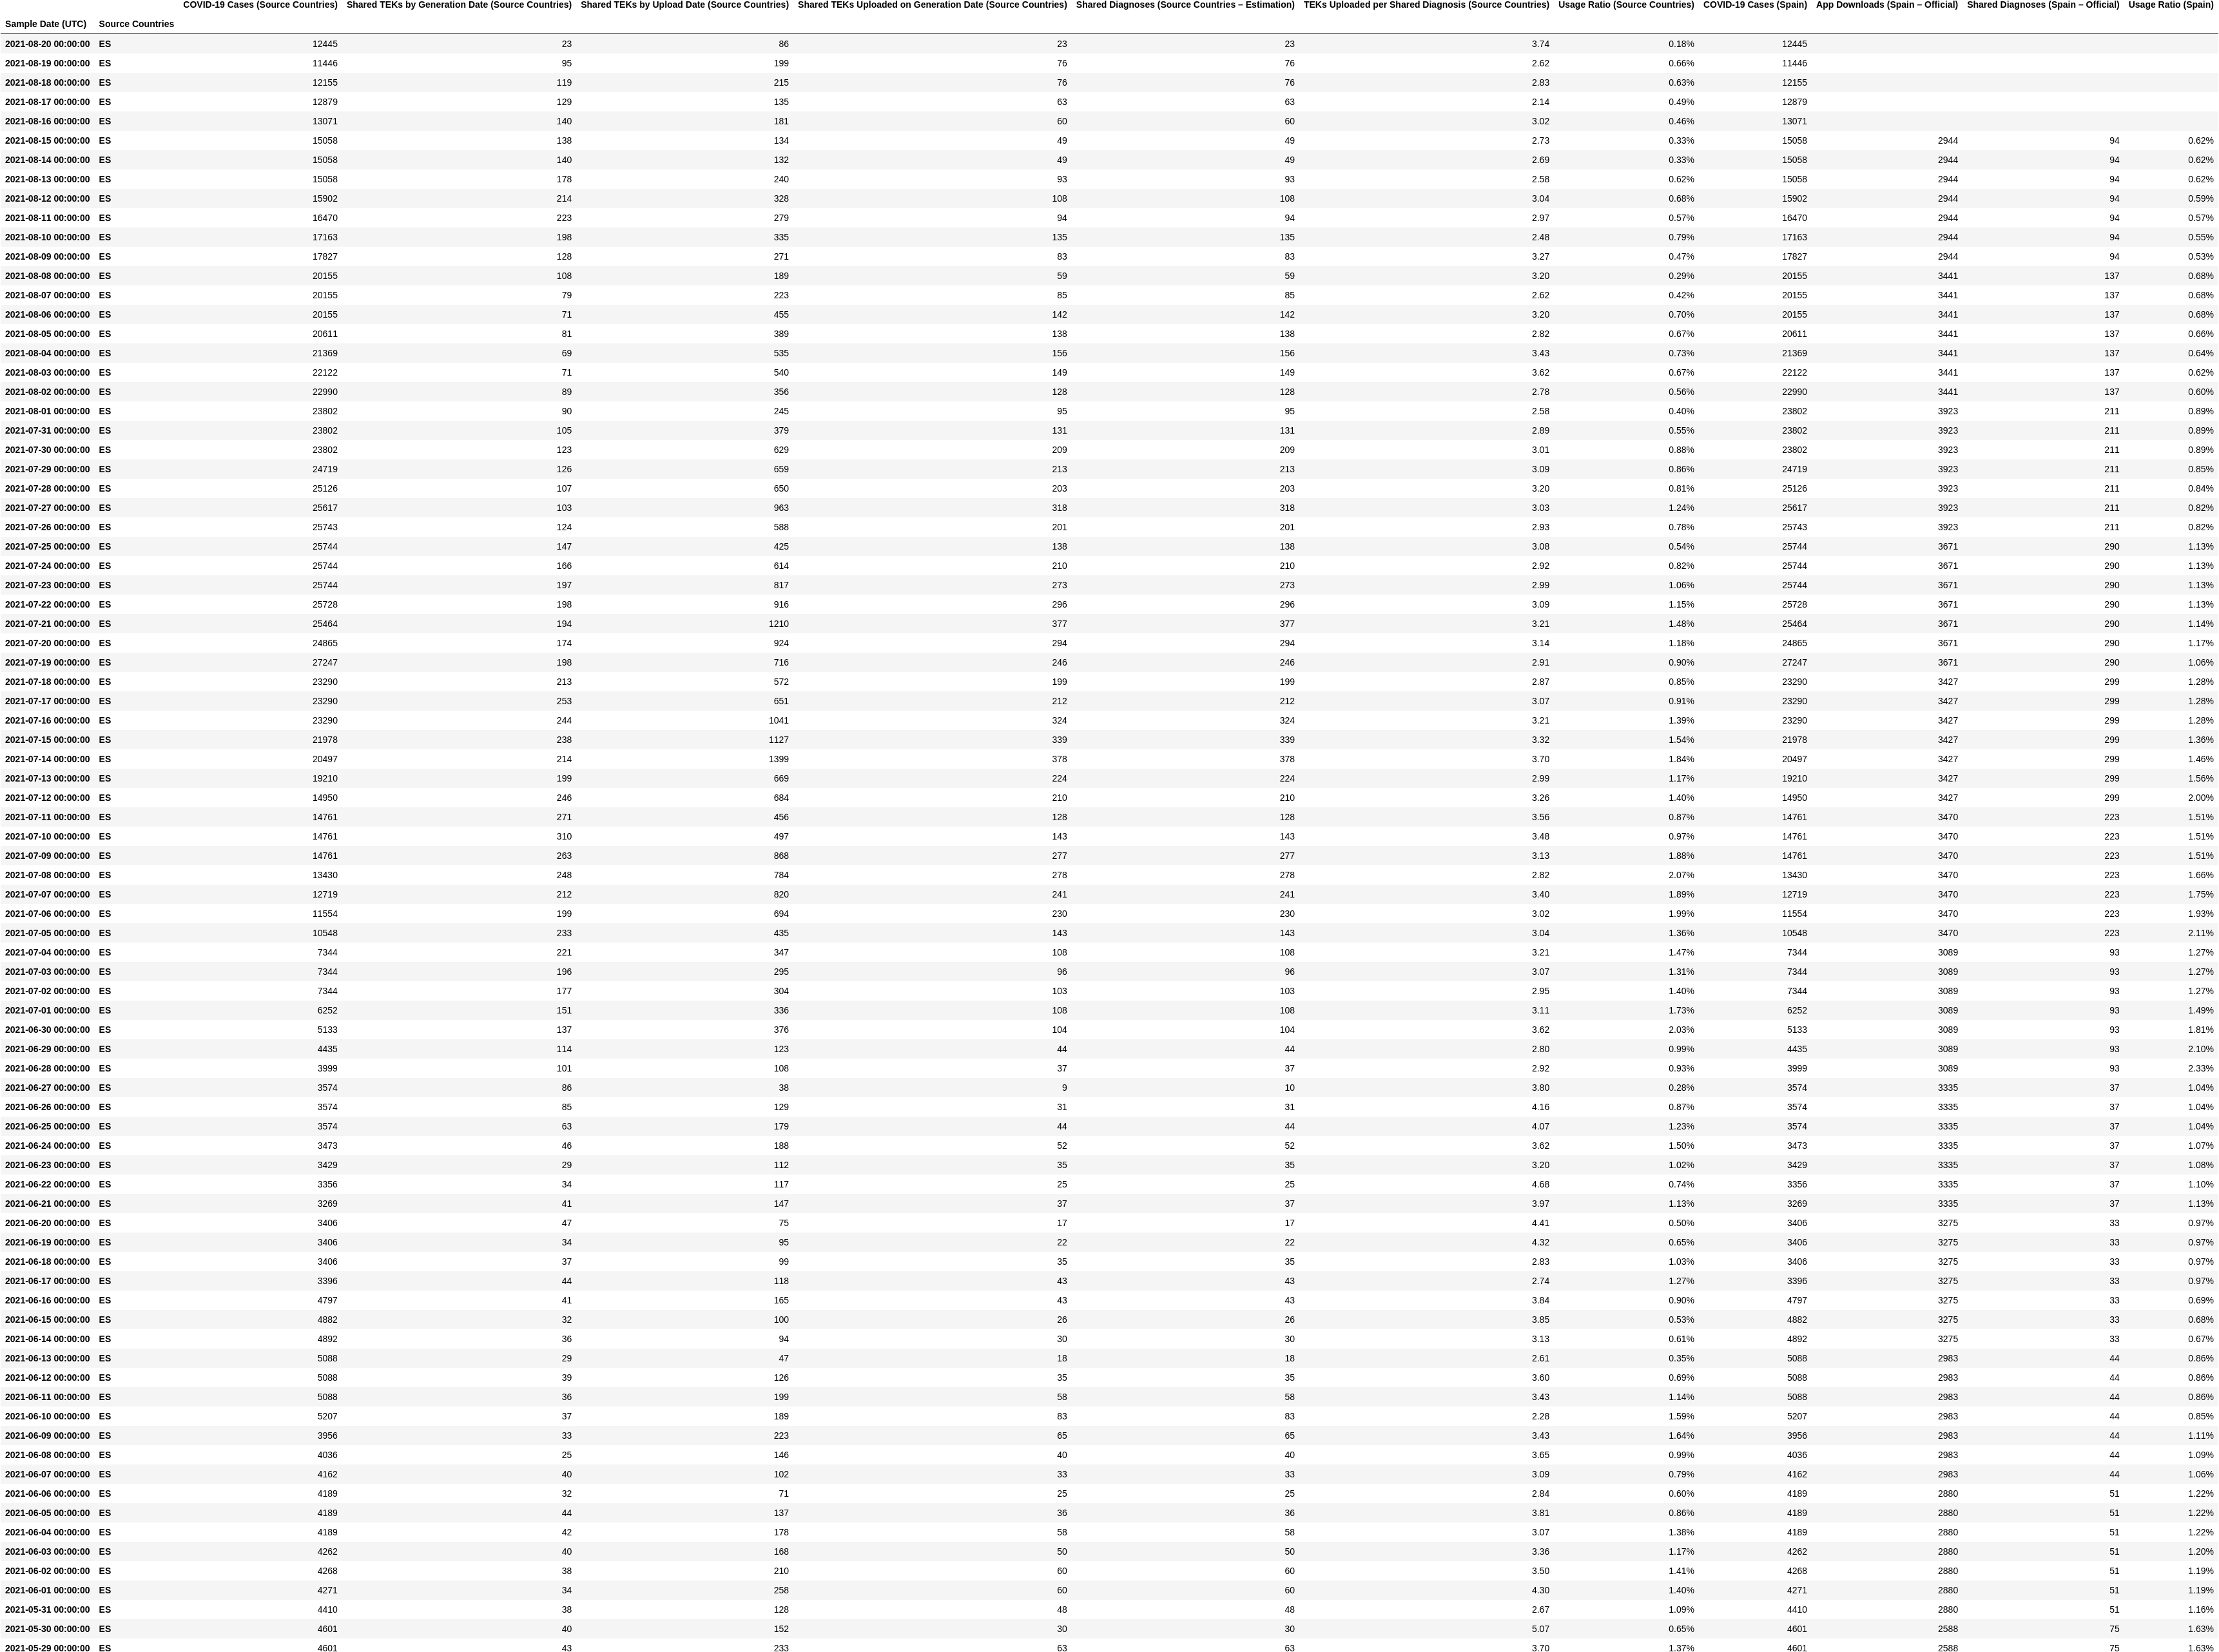 COVID-19 Cases (Source Countries) Shared TEKs by Generation Date (Source Countries) Shared TEKs by Upload Date (Source Countries) Shared TEKs Uploaded on Generation Date (Source Countries) Shared Diagnoses (Source Countries – Estimation) TEKs Uploaded per Shared Diagnosis (Source Countries) Usage Ratio (Source Countries) COVID-19 Cases (Spain) App Downloads (Spain – Official) Shared Diagnoses (Spain – Official) Usage Ratio (Spain)
Sample Date (UTC) Source Countries
2021-08-20 00:00:00 ES 12445 23 86 23 23 3.74 0.18% 12445
2021-08-19 00:00:00 ES 11446 95 199 76 76 2.62 0.66% 11446
2021-08-18 00:00:00 ES 12155 119 215 76 76 2.83 0.63% 12155
2021-08-17 00:00:00 ES 12879 129 135 63 63 2.14 0.49% 12879
2021-08-16 00:00:00 ES 13071 140 181 60 60 3.02 0.46% 13071
2021-08-15 00:00:00 ES 15058 138 134 49 49 2.73 0.33% 15058 2944 94 0.62%
2021-08-14 00:00:00 ES 15058 140 132 49 49 2.69 0.33% 15058 2944 94 0.62%
2021-08-13 00:00:00 ES 15058 178 240 93 93 2.58 0.62% 15058 2944 94 0.62%
2021-08-12 00:00:00 ES 15902 214 328 108 108 3.04 0.68% 15902 2944 94 0.59%
2021-08-11 00:00:00 ES 16470 223 279 94 94 2.97 0.57% 16470 2944 94 0.57%
2021-08-10 00:00:00 ES 17163 198 335 135 135 2.48 0.79% 17163 2944 94 0.55%
2021-08-09 00:00:00 ES 17827 128 271 83 83 3.27 0.47% 17827 2944 94 0.53%
2021-08-08 00:00:00 ES 20155 108 189 59 59 3.20 0.29% 20155 3441 137 0.68%
2021-08-07 00:00:00 ES 20155 79 223 85 85 2.62 0.42% 20155 3441 137 0.68%
2021-08-06 00:00:00 ES 20155 71 455 142 142 3.20 0.70% 20155 3441 137 0.68%
2021-08-05 00:00:00 ES 20611 81 389 138 138 2.82 0.67% 20611 3441 137 0.66%
2021-08-04 00:00:00 ES 21369 69 535 156 156 3.43 0.73% 21369 3441 137 0.64%
2021-08-03 00:00:00 ES 22122 71 540 149 149 3.62 0.67% 22122 3441 137 0.62%
2021-08-02 00:00:00 ES 22990 89 356 128 128 2.78 0.56% 22990 3441 137 0.60%
2021-08-01 00:00:00 ES 23802 90 245 95 95 2.58 0.40% 23802 3923 211 0.89%
2021-07-31 00:00:00 ES 23802 105 379 131 131 2.89 0.55% 23802 3923 211 0.89%
2021-07-30 00:00:00 ES 23802 123 629 209 209 3.01 0.88% 23802 3923 211 0.89%
2021-07-29 00:00:00 ES 24719 126 659 213 213 3.09 0.86% 24719 3923 211 0.85%
2021-07-28 00:00:00 ES 25126 107 650 203 203 3.20 0.81% 25126 3923 211 0.84%
2021-07-27 00:00:00 ES 25617 103 963 318 318 3.03 1.24% 25617 3923 211 0.82%
2021-07-26 00:00:00 ES 25743 124 588 201 201 2.93 0.78% 25743 3923 211 0.82%
2021-07-25 00:00:00 ES 25744 147 425 138 138 3.08 0.54% 25744 3671 290 1.13%
2021-07-24 00:00:00 ES 25744 166 614 210 210 2.92 0.82% 25744 3671 290 1.13%
2021-07-23 00:00:00 ES 25744 197 817 273 273 2.99 1.06% 25744 3671 290 1.13%
2021-07-22 00:00:00 ES 25728 198 916 296 296 3.09 1.15% 25728 3671 290 1.13%
2021-07-21 00:00:00 ES 25464 194 1210 377 377 3.21 1.48% 25464 3671 290 1.14%
2021-07-20 00:00:00 ES 24865 174 924 294 294 3.14 1.18% 24865 3671 290 1.17%
2021-07-19 00:00:00 ES 27247 198 716 246 246 2.91 0.90% 27247 3671 290 1.06%
2021-07-18 00:00:00 ES 23290 213 572 199 199 2.87 0.85% 23290 3427 299 1.28%
2021-07-17 00:00:00 ES 23290 253 651 212 212 3.07 0.91% 23290 3427 299 1.28%
2021-07-16 00:00:00 ES 23290 244 1041 324 324 3.21 1.39% 23290 3427 299 1.28%
2021-07-15 00:00:00 ES 21978 238 1127 339 339 3.32 1.54% 21978 3427 299 1.36%
2021-07-14 00:00:00 ES 20497 214 1399 378 378 3.70 1.84% 20497 3427 299 1.46%
2021-07-13 00:00:00 ES 19210 199 669 224 224 2.99 1.17% 19210 3427 299 1.56%
2021-07-12 00:00:00 ES 14950 246 684 210 210 3.26 1.40% 14950 3427 299 2.00%
2021-07-11 00:00:00 ES 14761 271 456 128 128 3.56 0.87% 14761 3470 223 1.51%
2021-07-10 00:00:00 ES 14761 310 497 143 143 3.48 0.97% 14761 3470 223 1.51%
2021-07-09 00:00:00 ES 14761 263 868 277 277 3.13 1.88% 14761 3470 223 1.51%
2021-07-08 00:00:00 ES 13430 248 784 278 278 2.82 2.07% 13430 3470 223 1.66%
2021-07-07 00:00:00 ES 12719 212 820 241 241 3.40 1.89% 12719 3470 223 1.75%
2021-07-06 00:00:00 ES 11554 199 694 230 230 3.02 1.99% 11554 3470 223 1.93%
2021-07-05 00:00:00 ES 10548 233 435 143 143 3.04 1.36% 10548 3470 223 2.11%
2021-07-04 00:00:00 ES 7344 221 347 108 108 3.21 1.47% 7344 3089 93 1.27%
2021-07-03 00:00:00 ES 7344 196 295 96 96 3.07 1.31% 7344 3089 93 1.27%
2021-07-02 00:00:00 ES 7344 177 304 103 103 2.95 1.40% 7344 3089 93 1.27%
2021-07-01 00:00:00 ES 6252 151 336 108 108 3.11 1.73% 6252 3089 93 1.49%
2021-06-30 00:00:00 ES 5133 137 376 104 104 3.62 2.03% 5133 3089 93 1.81%
2021-06-29 00:00:00 ES 4435 114 123 44 44 2.80 0.99% 4435 3089 93 2.10%
2021-06-28 00:00:00 ES 3999 101 108 37 37 2.92 0.93% 3999 3089 93 2.33%
2021-06-27 00:00:00 ES 3574 86 38 9 10 3.80 0.28% 3574 3335 37 1.04%
2021-06-26 00:00:00 ES 3574 85 129 31 31 4.16 0.87% 3574 3335 37 1.04%
2021-06-25 00:00:00 ES 3574 63 179 44 44 4.07 1.23% 3574 3335 37 1.04%
2021-06-24 00:00:00 ES 3473 46 188 52 52 3.62 1.50% 3473 3335 37 1.07%
2021-06-23 00:00:00 ES 3429 29 112 35 35 3.20 1.02% 3429 3335 37 1.08%
2021-06-22 00:00:00 ES 3356 34 117 25 25 4.68 0.74% 3356 3335 37 1.10%
2021-06-21 00:00:00 ES 3269 41 147 37 37 3.97 1.13% 3269 3335 37 1.13%
2021-06-20 00:00:00 ES 3406 47 75 17 17 4.41 0.50% 3406 3275 33 0.97%
2021-06-19 00:00:00 ES 3406 34 95 22 22 4.32 0.65% 3406 3275 33 0.97%
2021-06-18 00:00:00 ES 3406 37 99 35 35 2.83 1.03% 3406 3275 33 0.97%
2021-06-17 00:00:00 ES 3396 44 118 43 43 2.74 1.27% 3396 3275 33 0.97%
2021-06-16 00:00:00 ES 4797 41 165 43 43 3.84 0.90% 4797 3275 33 0.69%
2021-06-15 00:00:00 ES 4882 32 100 26 26 3.85 0.53% 4882 3275 33 0.68%
2021-06-14 00:00:00 ES 4892 36 94 30 30 3.13 0.61% 4892 3275 33 0.67%
2021-06-13 00:00:00 ES 5088 29 47 18 18 2.61 0.35% 5088 2983 44 0.86%
2021-06-12 00:00:00 ES 5088 39 126 35 35 3.60 0.69% 5088 2983 44 0.86%
2021-06-11 00:00:00 ES 5088 36 199 58 58 3.43 1.14% 5088 2983 44 0.86%
2021-06-10 00:00:00 ES 5207 37 189 83 83 2.28 1.59% 5207 2983 44 0.85%
2021-06-09 00:00:00 ES 3956 33 223 65 65 3.43 1.64% 3956 2983 44 1.11%
2021-06-08 00:00:00 ES 4036 25 146 40 40 3.65 0.99% 4036 2983 44 1.09%
2021-06-07 00:00:00 ES 4162 40 102 33 33 3.09 0.79% 4162 2983 44 1.06%
2021-06-06 00:00:00 ES 4189 32 71 25 25 2.84 0.60% 4189 2880 51 1.22%
2021-06-05 00:00:00 ES 4189 44 137 36 36 3.81 0.86% 4189 2880 51 1.22%
2021-06-04 00:00:00 ES 4189 42 178 58 58 3.07 1.38% 4189 2880 51 1.22%
2021-06-03 00:00:00 ES 4262 40 168 50 50 3.36 1.17% 4262 2880 51 1.20%
2021-06-02 00:00:00 ES 4268 38 210 60 60 3.50 1.41% 4268 2880 51 1.19%
2021-06-01 00:00:00 ES 4271 34 258 60 60 4.30 1.40% 4271 2880 51 1.19%
2021-05-31 00:00:00 ES 4410 38 128 48 48 2.67 1.09% 4410 2880 51 1.16%
2021-05-30 00:00:00 ES 4601 40 152 30 30 5.07 0.65% 4601 2588 75 1.63%
2021-05-29 00:00:00 ES 4601 43 233 63 63 3.70 1.37% 4601 2588 75 1.63%